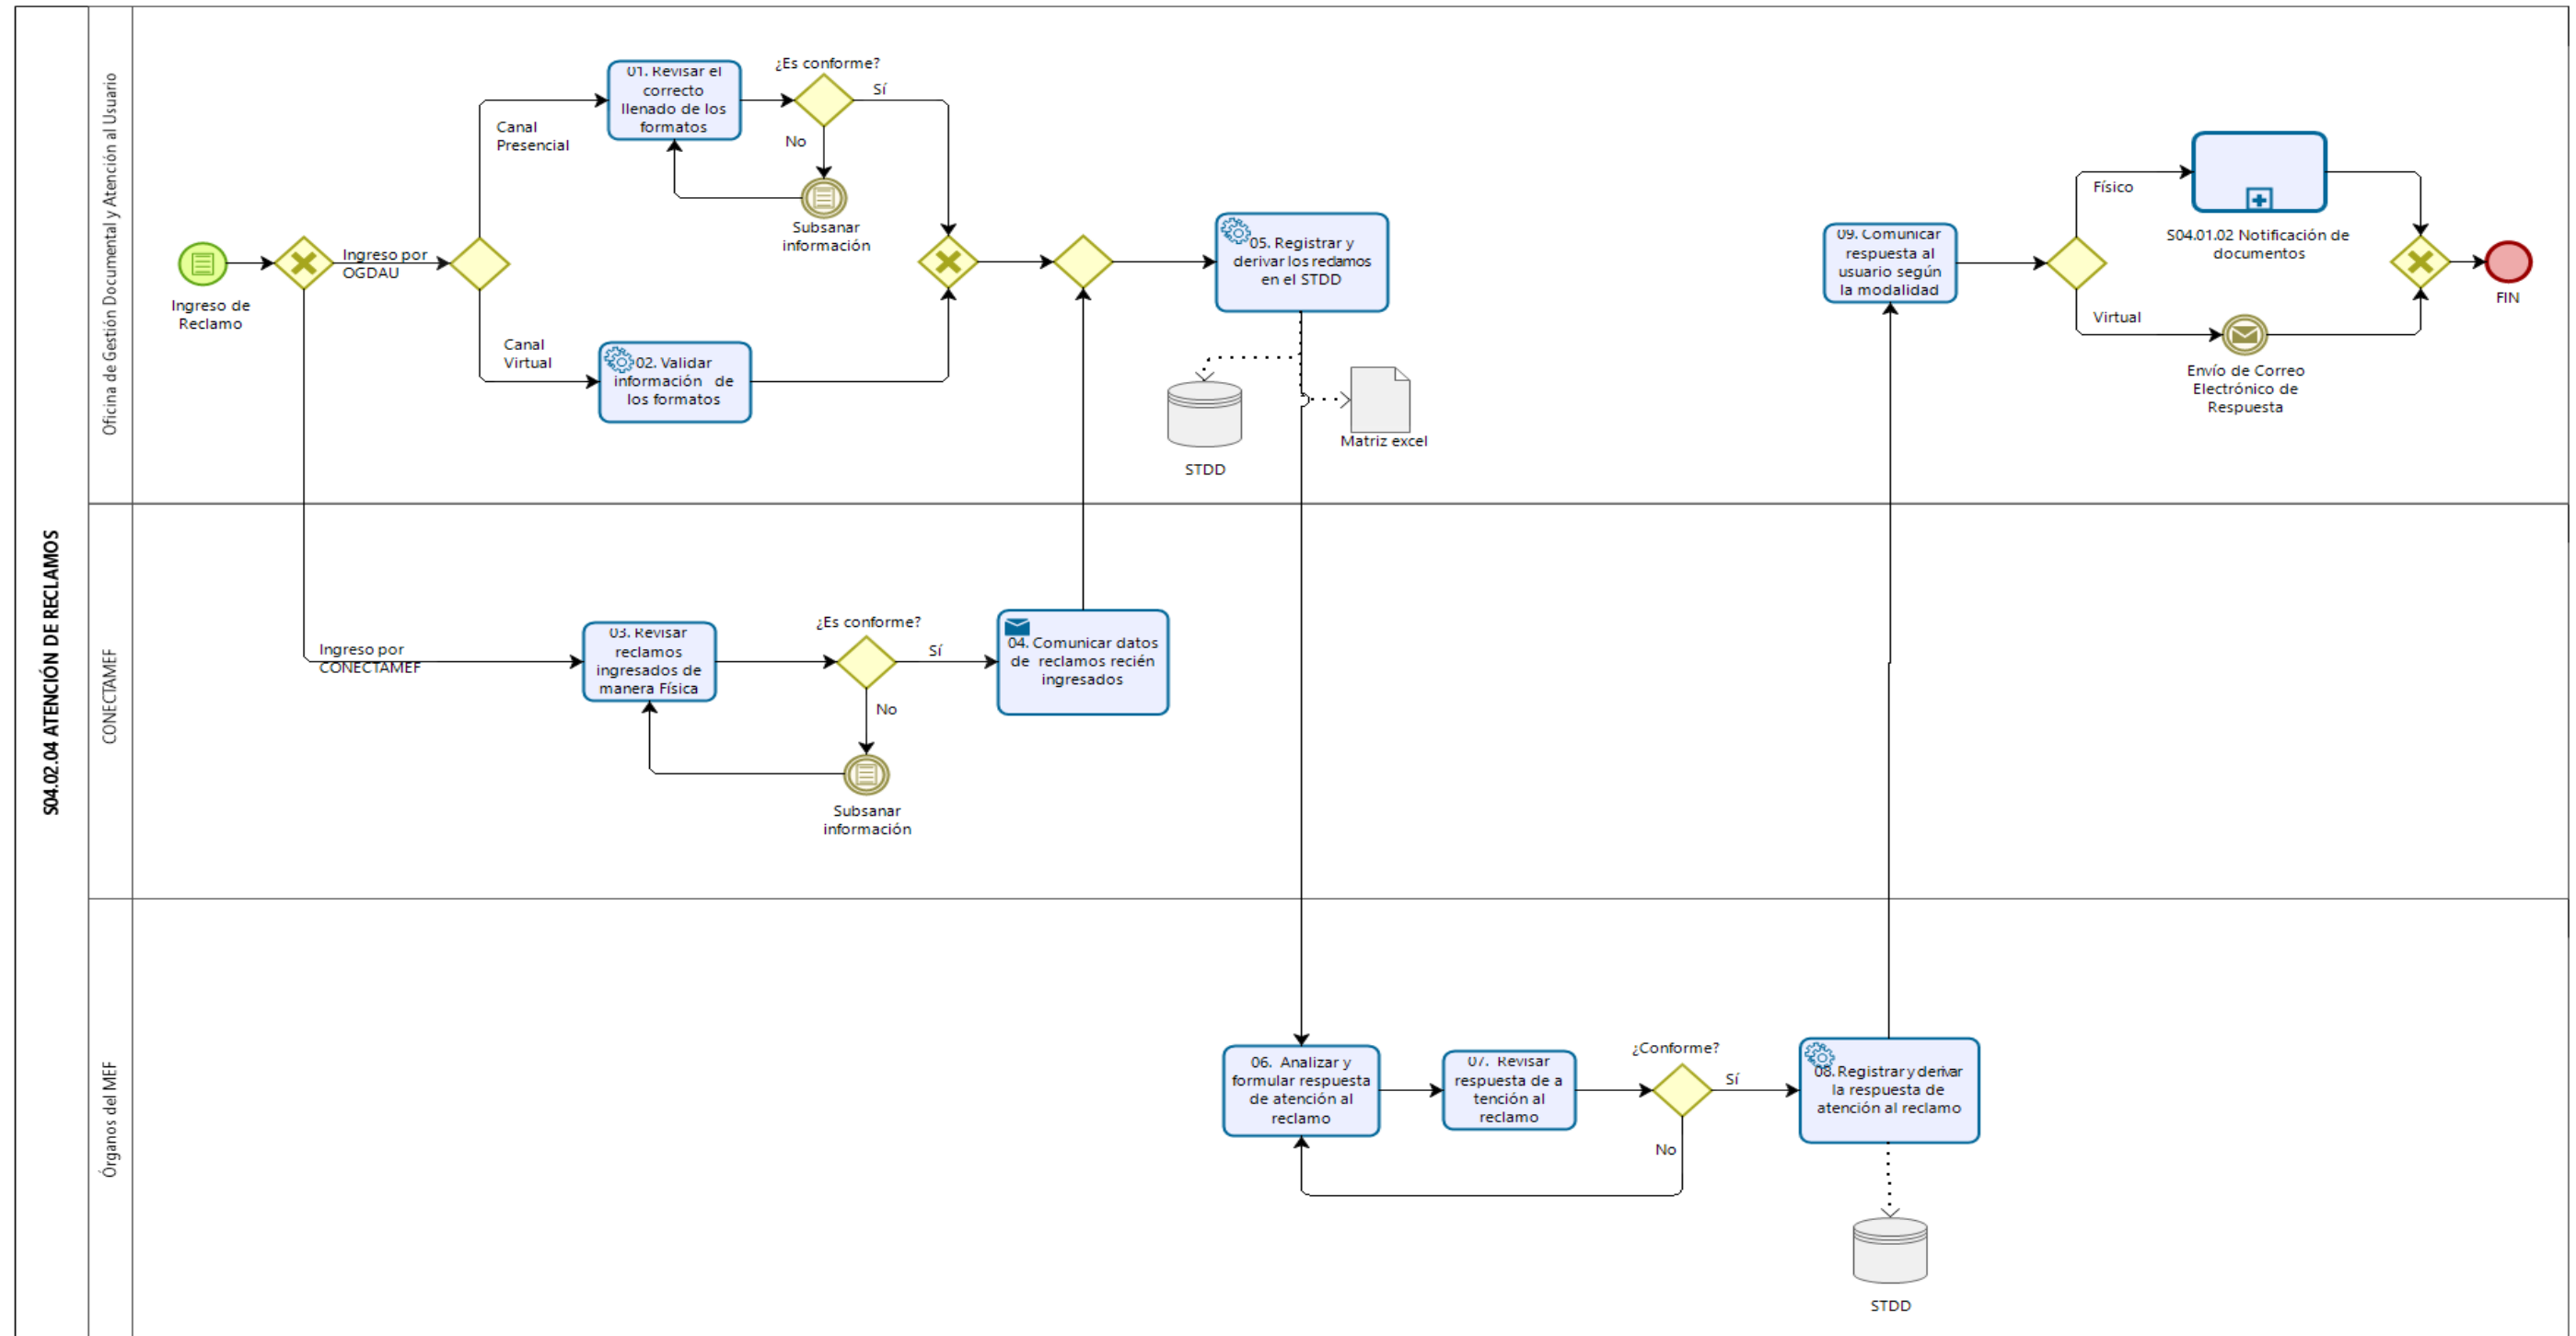 S04.02.04 ATENCIÓN DE RECLAMOS
Oficina de Gestión Documental y Atención al Usuario
Ingreso de
Reclamo
Ingreso por
OGDAU
Canal
Presencial
01. Revisar el
correcto
llenado de los
formatos
¿Es conforme?
Sí
No
Subsanar
información
Canal
Virtual
02. Validar
información de
los formatos
05. Registrar y
derivar los reclamos
en el STDD
STDD
Matriz excel
09. Comunicar
respuesta al
usuario según
la modalidad
Físico
S04.01.02 Notificación de
documentos
Virtual
Envío de Correo
Electrónico de
Respuesta
FIN
CONECTAMEF
Ingreso por
CONECTAMEF
03. Revisar
reclamos
ingresados de
manera Física
¿Es conforme?
Sí
No
Subsanar
información
04. Comunicar datos
de reclamos recién
ingresados
Órganos del MEF
06. Analizar y
formular respuesta
de atención al
reclamo
07. Revisar
respuesta de a
tención al
reclamo
¿Conforme?
Sí
No
08. Registrar y derivar
la respuesta de
atención al reclamo
STDD